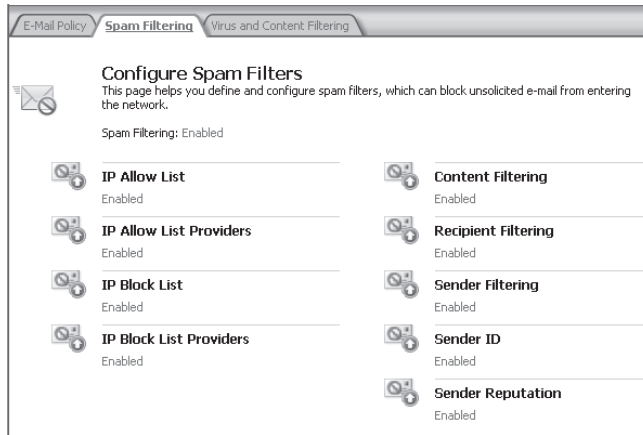 E-Mail Policy
Spam Filtering
Virus and Content Filtering
Configure Spam Filters
This page helps you define and configure spam filters, which can block unsolicited e-mail from entering
the network.
Spam Filtering: Enabled
IP Allow List
Enabled
IP Allow List Providers
Enabled
IP Block List
Enabled
IP Block List Providers
Enabled
Content Filtering
Enabled
Recipient Filtering
Enabled
Sender Filtering
Enabled
Sender ID
Enabled
Sender Reputation
Enabled